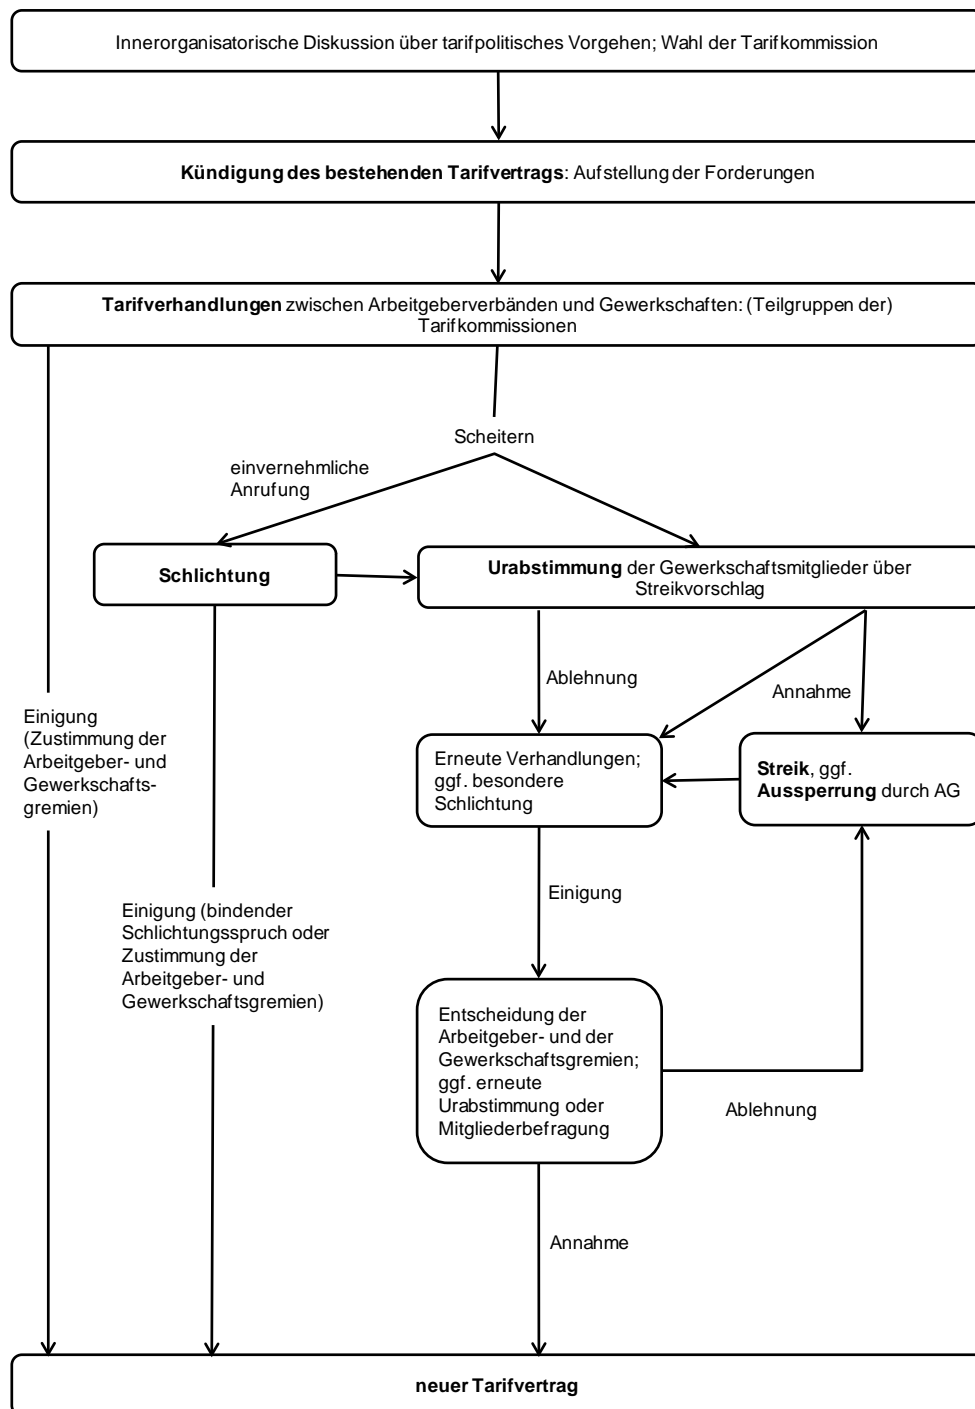 Innerorganisatorische Diskussion über tarifpolitisches Vorgehen; Wahl der Tarifkommission
Kündigung des bestehenden Tarifvertrags: Aufstellung der Forderungen
Tarifverhandlungen zwischen Arbeitgeberverbänden und Gewerkschaften: (Teilgruppen der)
Tarifkommissionen
Scheitern
einvernehmliche
Anrufung
Schlichtung
Urabstimmung der Gewerkschaftsmitglieder über
Streikvorschlag
Ablehnung
Annahme
Einigung
(Zustimmung der
Arbeitgeber- und
Gewerkschafts-
gremien)
Erneute Verhandlungen;
ggf. besondere
Schlichtung
Streik, ggf.
Aussperrung durch AG
Einigung
Einigung (bindender
Schlichtungsspruch oder
Zustimmung der
Arbeitgeber- und
Gewerkschaftsgremien)
Entscheidung der
Arbeitgeber- und der
Gewerkschaftsgremien;
ggf. erneute
Urabstimmung oder
Mitgliederbefragung
Ablehnung
Annahme
neuer Tarifvertrag